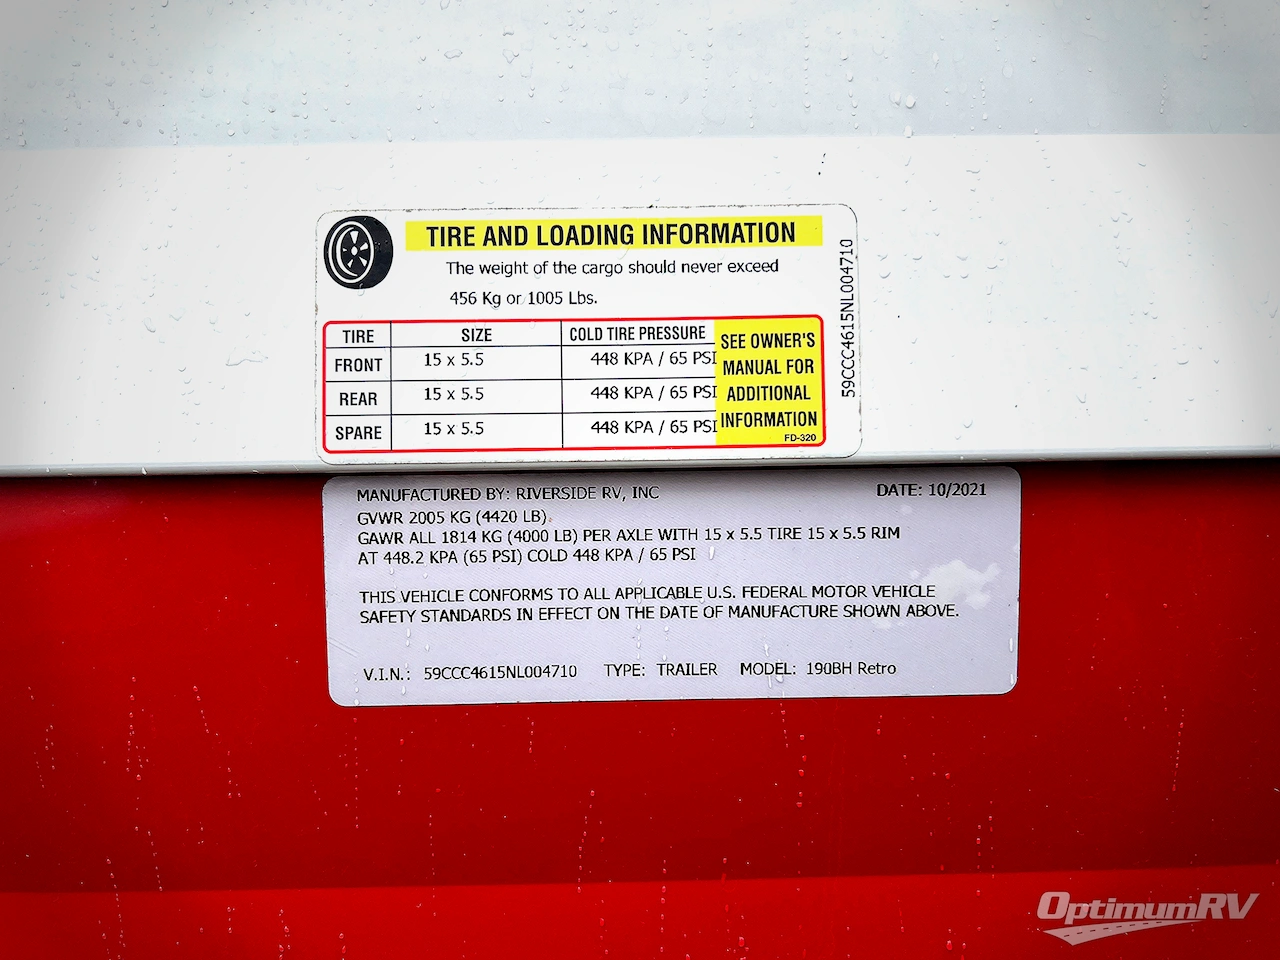 TIRE AND LOADING INFORMATION
The weight of the cargo should never exceed
456 Kg or 1005 Lbs.
TIRE SIZE COLD TIRE PRESSURE
FRONT 15 x 5.5 448 KPA / 65 PSI
REAR 15 x 5.5 448 KPA / 65 PSI
SPARE 15 x 5.5 448 KPA / 65 PSI
SEE OWNER'S
MANUAL FOR
ADDITIONAL
INFORMATION
FD-320
59CCC4615NL004710
MANUFACTURED BY: RIVERSIDE RV, INC DATE: 10/2021
GVWR 2005 KG (4420 LB).
GAWR ALL 1814 KG (4000 LB) PER AXLE WITH 15 x 5.5 TIRE 15 x 5.5 RIM
AT 448.2 KPA (65 PSI) COLD 448 KPA / 65 PSI
THIS VEHICLE CONFORMS TO ALL APPLICABLE U.S. FEDERAL MOTOR VEHICLE
SAFETY STANDARDS IN EFFECT ON THE DATE OF MANUFACTURE SHOWN ABOVE.
V.I.N.: 59CCC4615NL004710 TYPE: TRAILER MODEL: 190BH Retro
OptimumRV